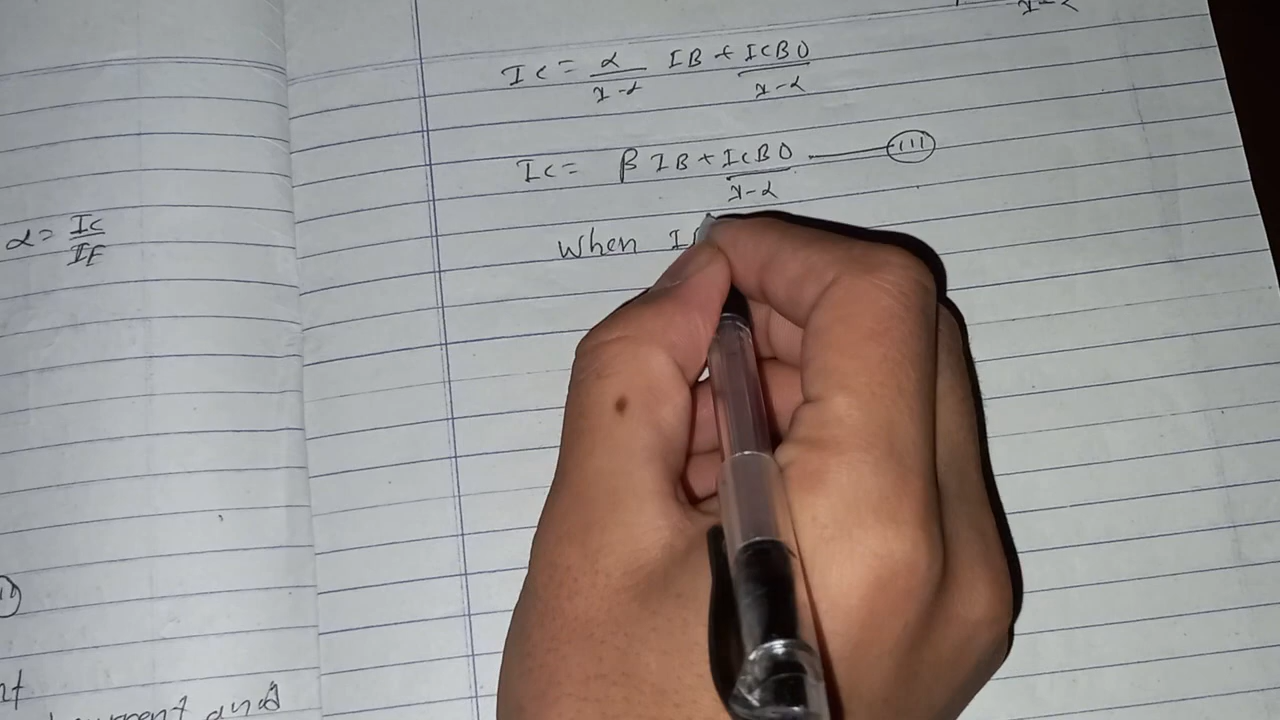 α = IC/IE
IC = α/1-α IB + ICBO/1-α
IC = β IB + ICBO/1-α (III)
When I
current and